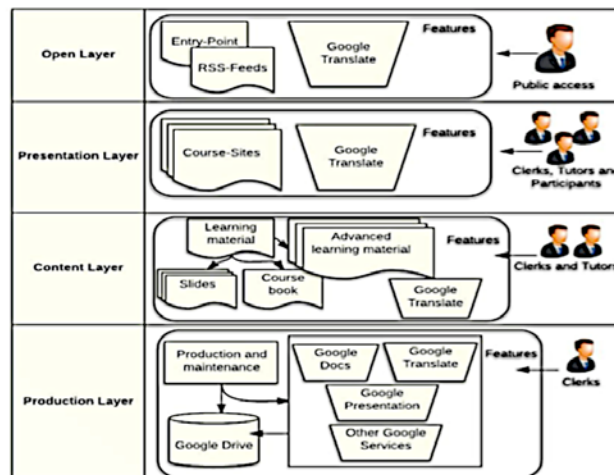 Open Layer
Entry-Point
RSS-Feeds
Google
Translate
Features
Public access
Presentation Layer
Course-Sites
Google
Translate
Features
Clerks, Tutors and
Participants
Content Layer
Learning
material
Advanced
learning material
Slides
Course
book
Google
Translate
Features
Clerks and Tutors
Production Layer
Production and
maintenance
Google Drive
Google
Docs
Google
Translate
Google
Presentation
Other Google
Services
Features
Clerks